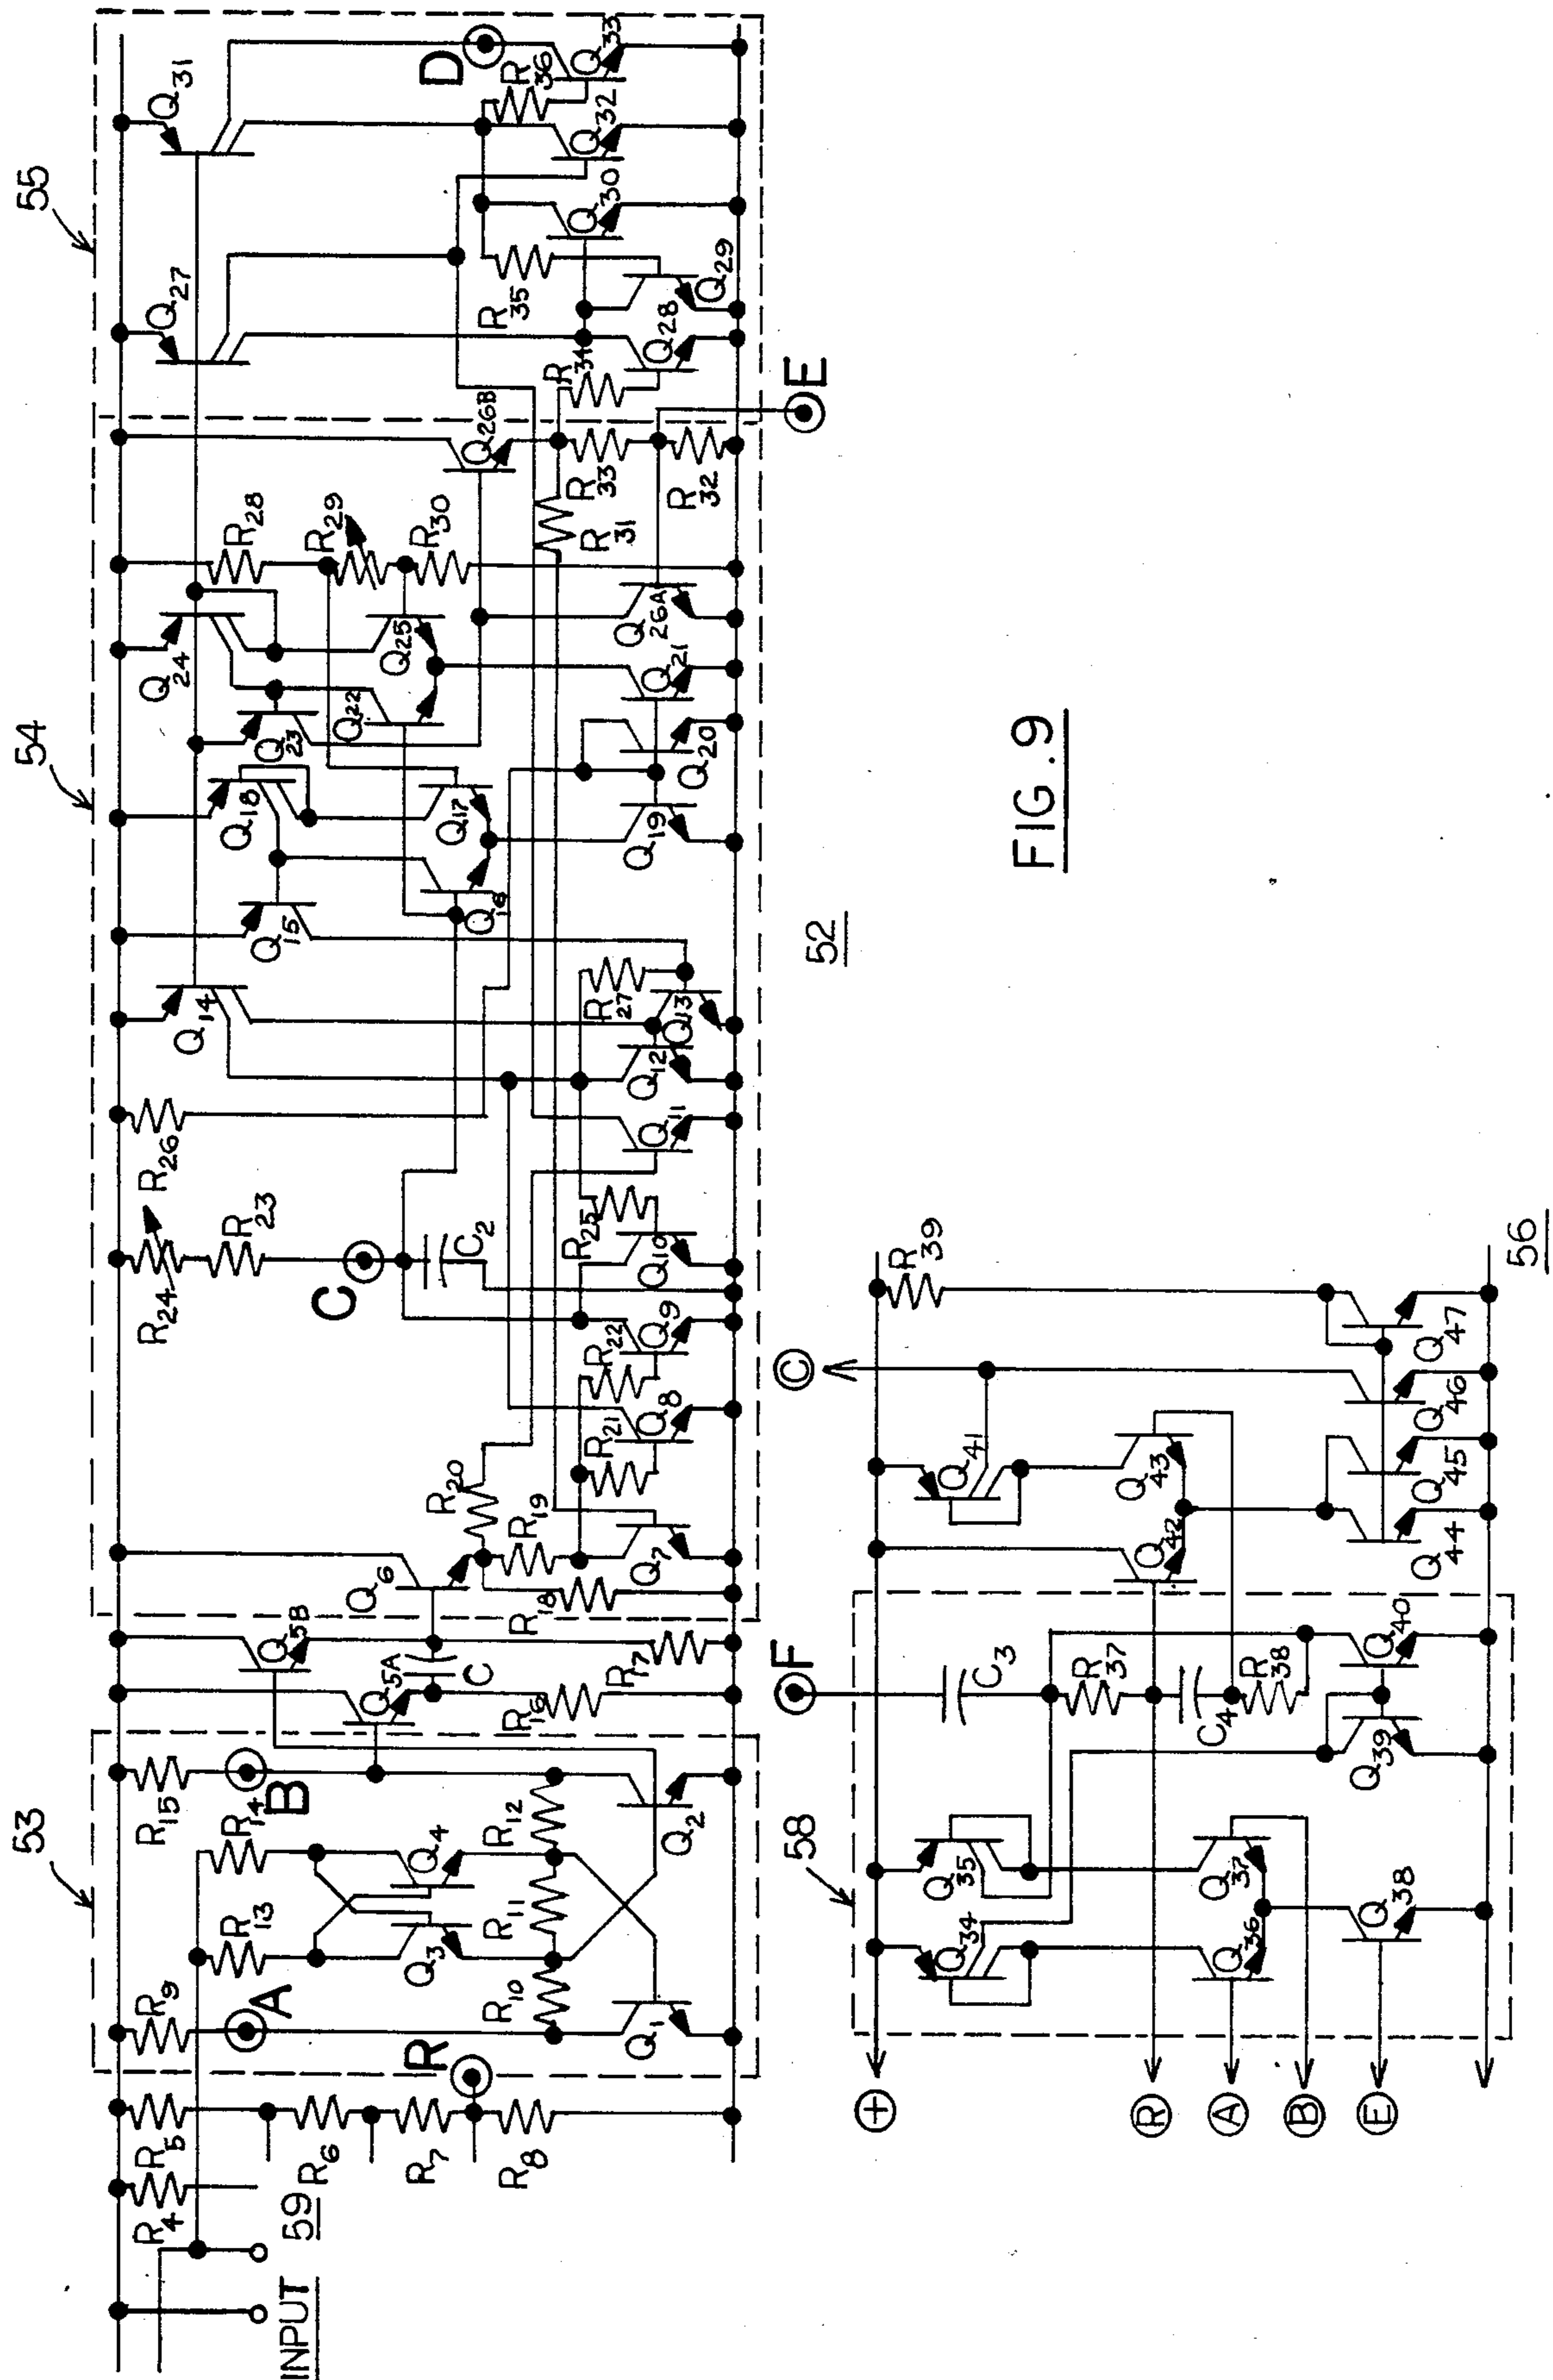 53
54
55
R4
R5
R6
R7
R8
R
R9
A
R13
R14
R15
B
Q3
Q4
R10
R11
R12
Q1
Q2
Q5B
Q5A
C
R16
R17
Q6
R18
R19
R20
Q7
R21
Q8
R22
Q9
R24
R23
C
C2
R25
Q10
R26
Q11
Q12
Q13
R27
Q14
Q15
Q16
Q17
Q18
Q19
Q20
Q21
Q22
Q23
Q24
Q25
Q26A
R28
R29
R30
Q26B
R31
R33
R32
E
Q27
R34
Q28
Q29
R35
Q30
Q31
Q32
R36
Q33
D
INPUT
59
52
58
F
Q34
Q35
Q36
Q37
Q38
Q39
Q40
C3
R37
C4
R38
Q41
Q42
Q43
Q44
Q45
Q46
Q47
R39
C
+
R
A
B
E
56
FIG. 9